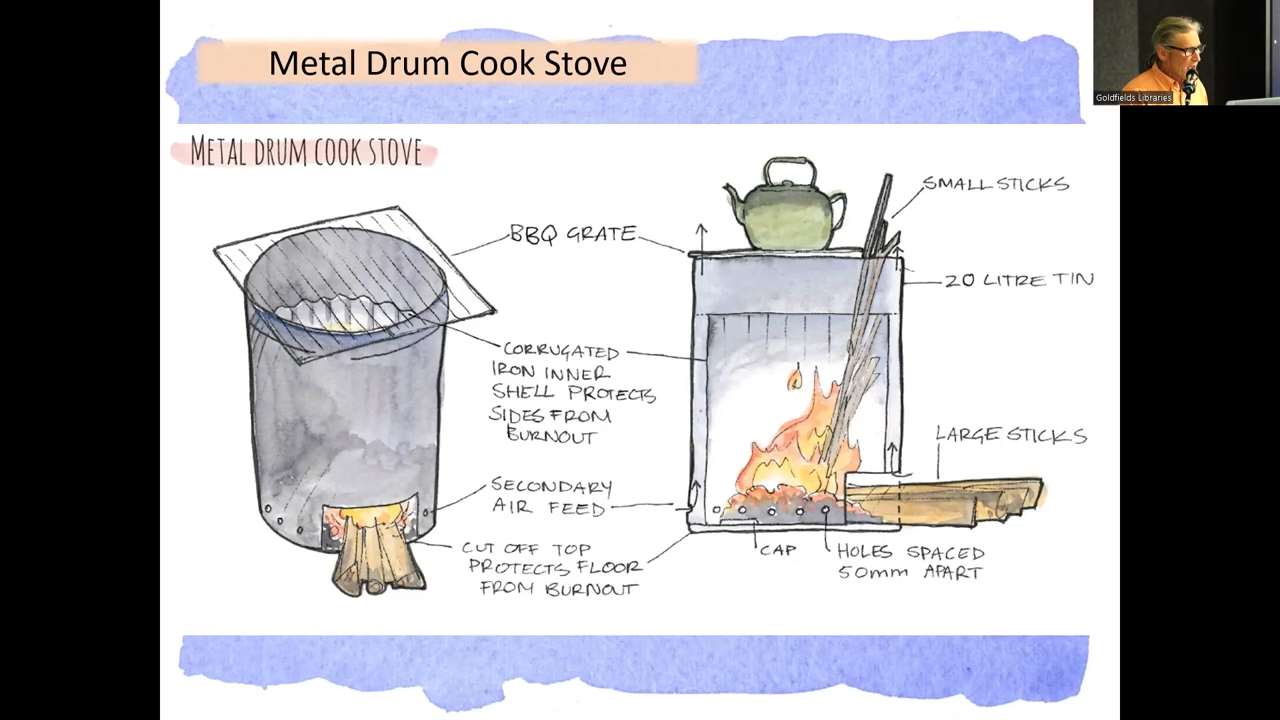 Metal Drum Cook Stove
Goldfields Libraries
METAL DRUM COOK STOVE
SMALL STICKS
BBQ GRATE
20 LITRE TIN
CORRUGATED
IRON INNER
SHELL PROTECTS
SIDES FROM
BURNOUT
LARGE STICKS
SECONDARY
AIR FEED
CUT OFF TOP
PROTECTS FLOOR
FROM BURNOUT
CAP
HOLES SPACED
50mm APART